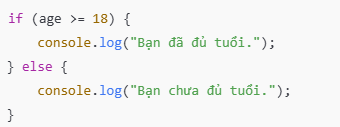 if (age >= 18) {
    console.log("Bạn đã đủ tuổi.");
} else {
    console.log("Bạn chưa đủ tuổi.");
}